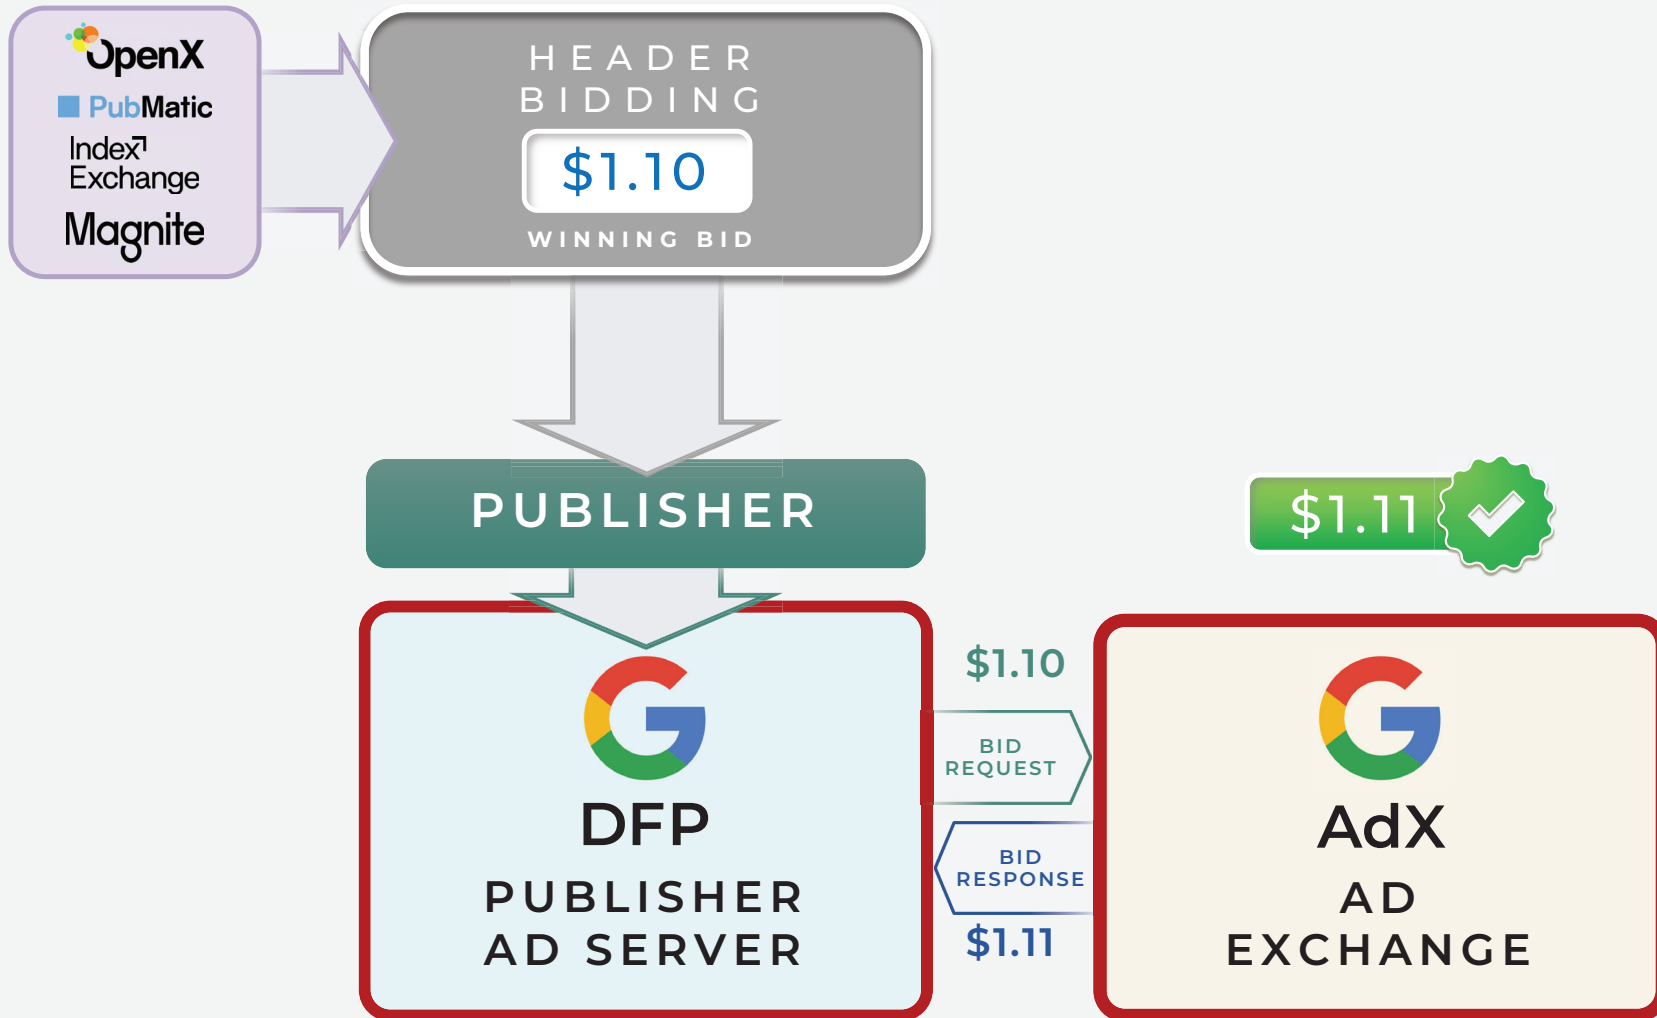 OpenX
PubMatic
Index
Exchange
Magnite
HEADER
BIDDING
$1.10
WINNING BID
PUBLISHER
$1.11
DFP
PUBLISHER
AD SERVER
$1.10
BID
REQUEST
BID
RESPONSE
$1.11
AdX
AD
EXCHANGE